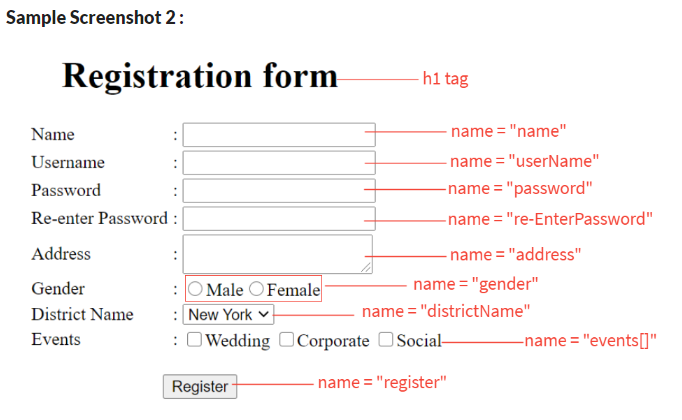 Sample Screenshot 2 :
Registration form h1 tag
Name : name = "name"
Username : name = "userName"
Password : name = "password"
Re-enter Password : name = "re-EnterPassword"
Address : name = "address"
Gender : Male Female name = "gender"
District Name : New York name = "districtName"
Events : Wedding Corporate Social name = "events[]"
Register name = "register"